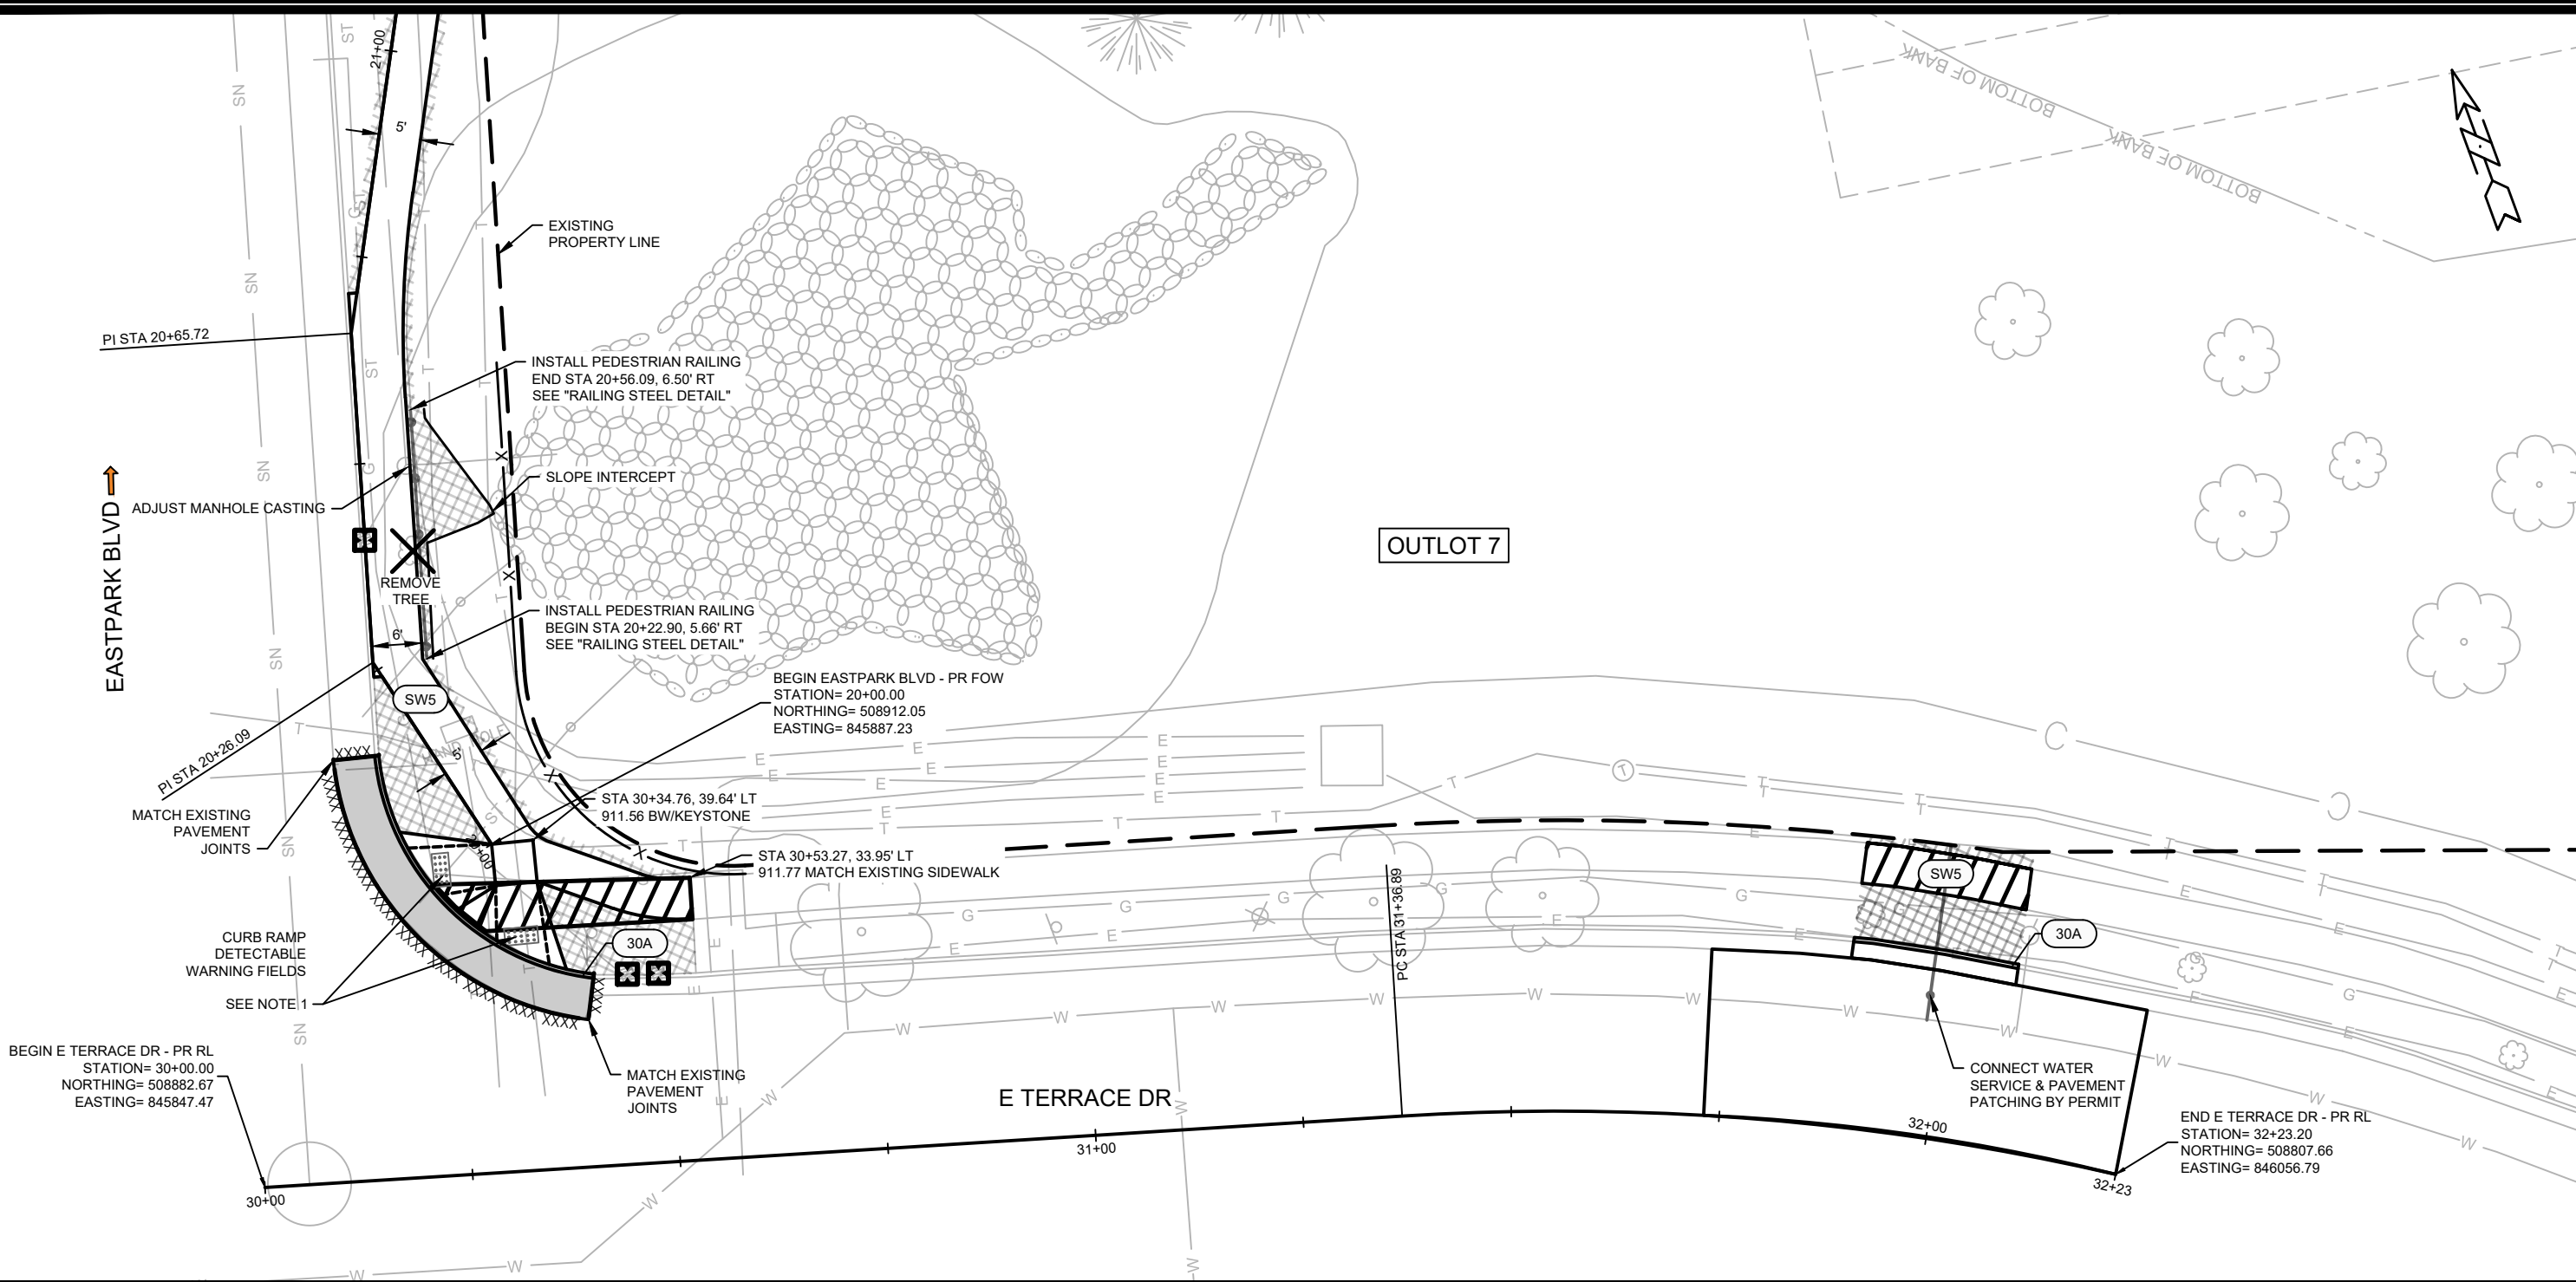 BOTTOM OF BANK
BOTTOM OF BANK
ST
21+00
SN
5'
EXISTING
PROPERTY LINE
SN
PI STA 20+65.72
ST
INSTALL PEDESTRIAN RAILING
END STA 20+56.09, 6.50' RT
SEE "RAILING STEEL DETAIL"
SLOPE INTERCEPT
ADJUST MANHOLE CASTING
EASTPARK BLVD
REMOVE
TREE
INSTALL PEDESTRIAN RAILING
BEGIN STA 20+22.90, 5.66' RT
SEE "RAILING STEEL DETAIL"
6'
OUTLOT 7
SW5
BEGIN EASTPARK BLVD - PR FOW
STATION= 20+00.00
NORTHING= 508912.05
EASTING= 845887.23
PI STA 20+26.09
5'
MATCH EXISTING
PAVEMENT
JOINTS
STA 30+34.76, 39.64' LT
911.56 BW/KEYSTONE
STA 30+53.27, 33.95' LT
911.77 MATCH EXISTING SIDEWALK
20+00
CURB RAMP
DETECTABLE
WARNING FIELDS
SEE NOTE 1
30A
PC STA 31+36.89
SW5
30A
BEGIN E TERRACE DR - PR RL
STATION= 30+00.00
NORTHING= 508882.67
EASTING= 845847.47
MATCH EXISTING
PAVEMENT
JOINTS
E TERRACE DR
CONNECT WATER
SERVICE & PAVEMENT
PATCHING BY PERMIT
END E TERRACE DR - PR RL
STATION= 32+23.20
NORTHING= 508807.66
EASTING= 846056.79
30+00
31+00
32+00
32+23